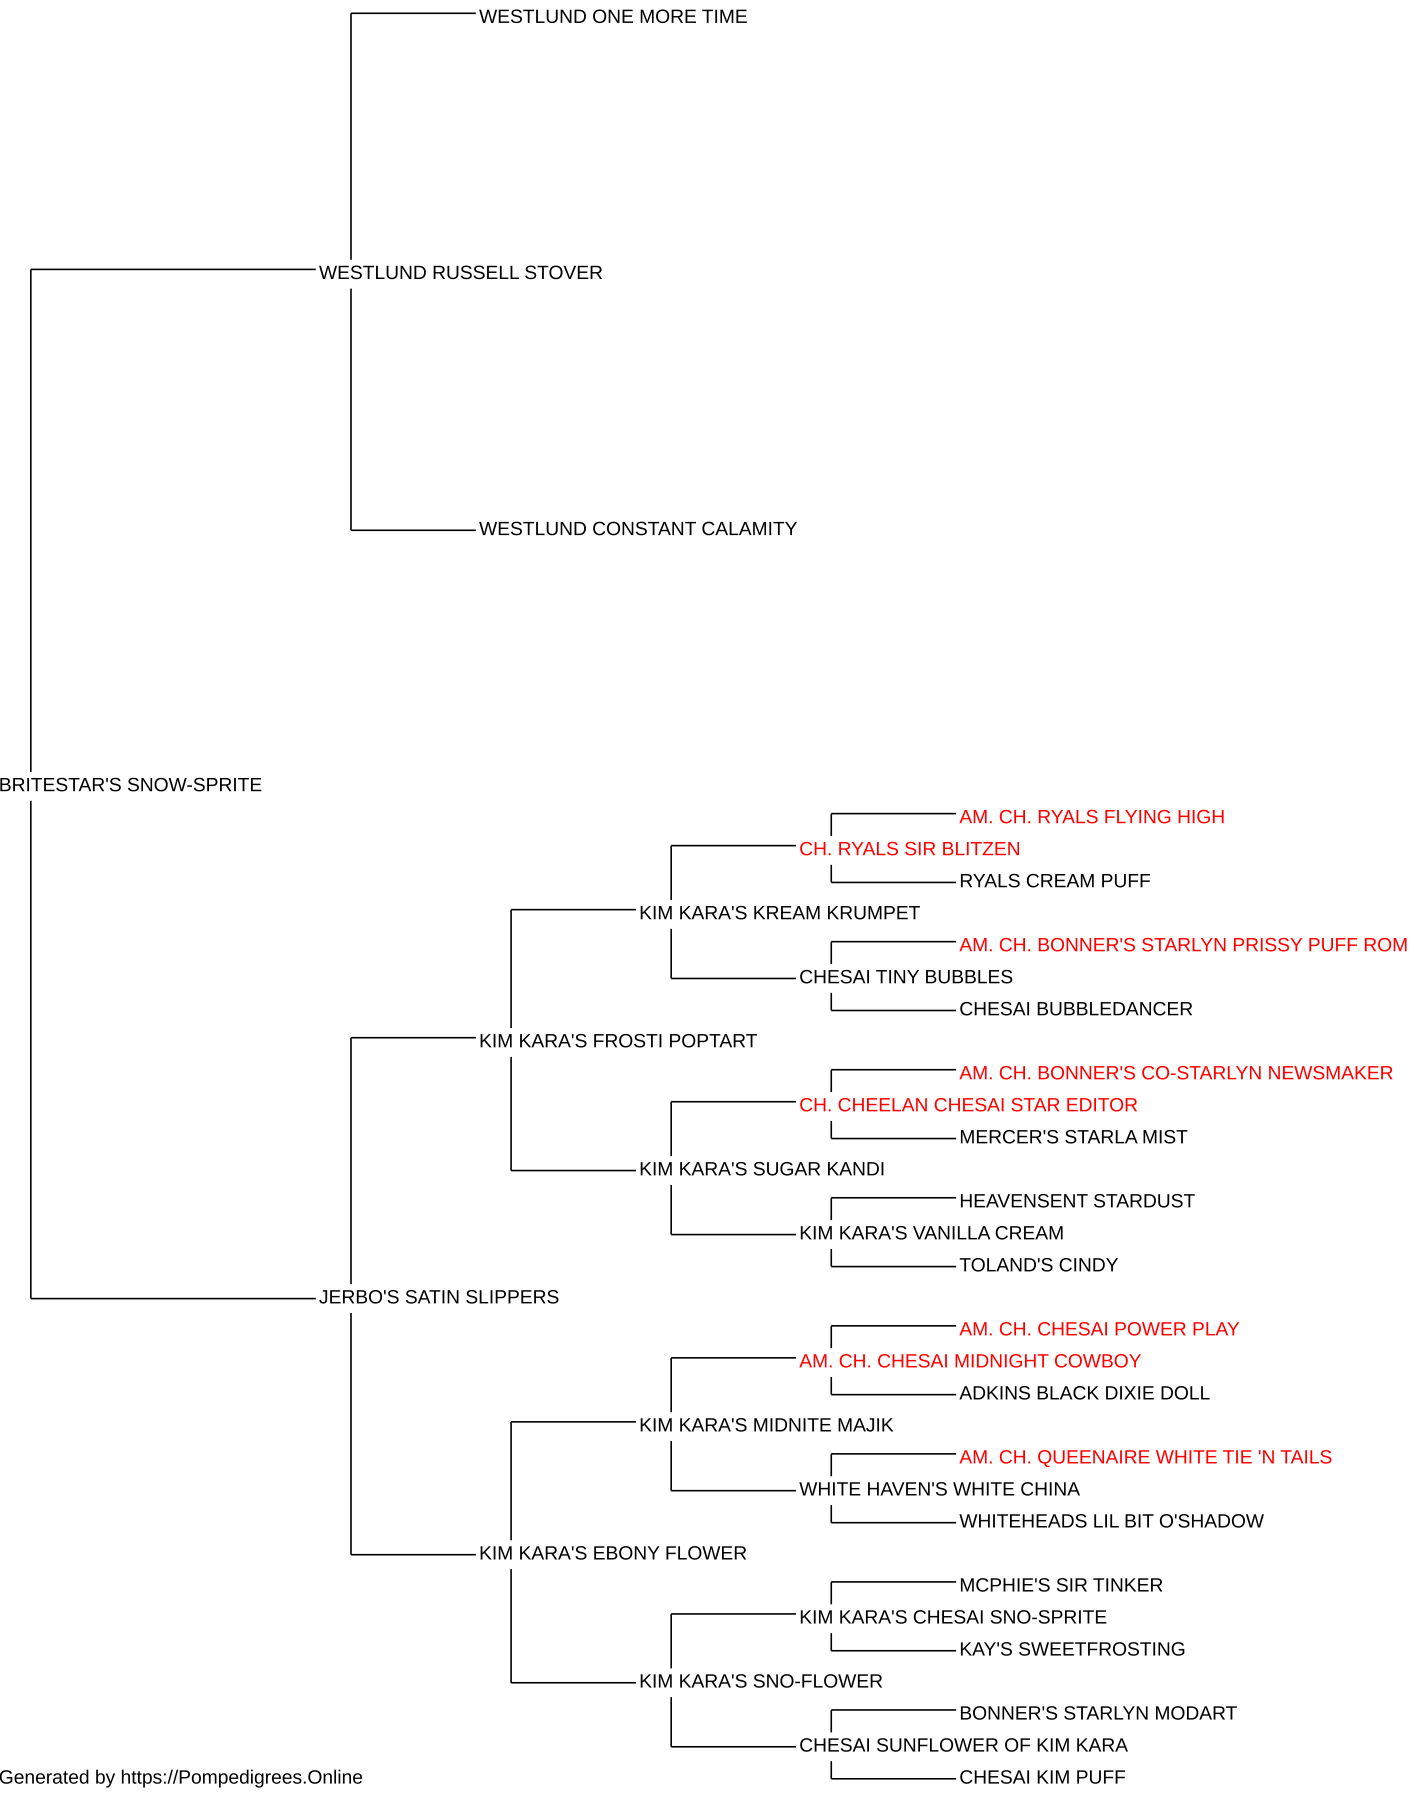 WESTLUND ONE MORE TIME
WESTLUND RUSSELL STOVER
WESTLUND CONSTANT CALAMITY
BRITESTAR'S SNOW-SPRITE
AM. CH. RYALS FLYING HIGH
CH. RYALS SIR BLITZEN
RYALS CREAM PUFF
KIM KARA'S KREAM KRUMPET
AM. CH. BONNER'S STARLYN PRISSY PUFF ROM
CHESAI TINY BUBBLES
CHESAI BUBBLEDANCER
KIM KARA'S FROSTI POPTART
AM. CH. BONNER'S CO-STARLYN NEWSMAKER
CH. CHEELAN CHESAI STAR EDITOR
MERCER'S STARLA MIST
KIM KARA'S SUGAR KANDI
HEAVENSENT STARDUST
KIM KARA'S VANILLA CREAM
TOLAND'S CINDY
JERBO'S SATIN SLIPPERS
AM. CH. CHESAI POWER PLAY
AM. CH. CHESAI MIDNIGHT COWBOY
ADKINS BLACK DIXIE DOLL
KIM KARA'S MIDNITE MAJIK
AM. CH. QUEENAIRE WHITE TIE 'N TAILS
WHITE HAVEN'S WHITE CHINA
WHITEHEADS LIL BIT O'SHADOW
KIM KARA'S EBONY FLOWER
MCPHIE'S SIR TINKER
KIM KARA'S CHESAI SNO-SPRITE
KAY'S SWEETFROSTING
KIM KARA'S SNO-FLOWER
BONNER'S STARLYN MODART
CHESAI SUNFLOWER OF KIM KARA
CHESAI KIM PUFF
Generated by https://Pompedigrees.Online